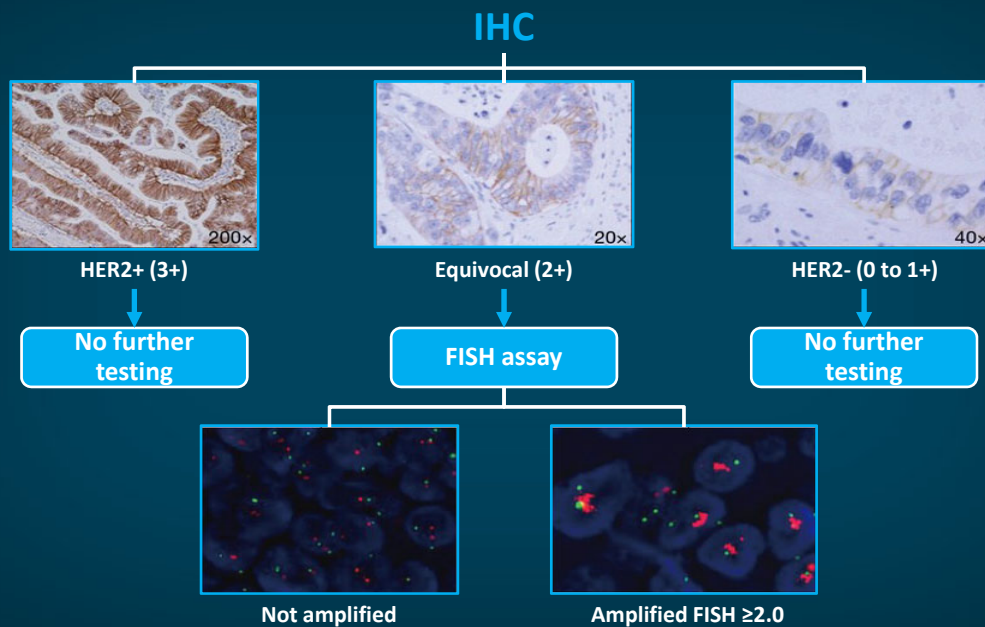 IHC
200×
20×
40×
HER2+ (3+)
Equivocal (2+)
HER2- (0 to 1+)
No further
testing
FISH assay
No further
testing
Not amplified
Amplified FISH ≥2.0